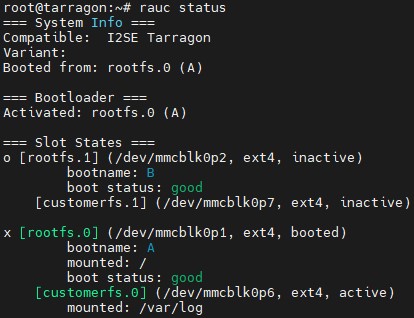 root@tarragon:~# rauc status
=== System Info ===
Compatible:  I2SE Tarragon
Variant:
Booted from: rootfs.0 (A)

=== Bootloader ===
Activated: rootfs.0 (A)

=== Slot States ===
o [rootfs.1] (/dev/mmcblk0p2, ext4, inactive)
        bootname: B
        boot status: good
    [customerfs.1] (/dev/mmcblk0p7, ext4, inactive)

x [rootfs.0] (/dev/mmcblk0p1, ext4, booted)
        bootname: A
        mounted: /
        boot status: good
    [customerfs.0] (/dev/mmcblk0p6, ext4, active)
        mounted: /var/log